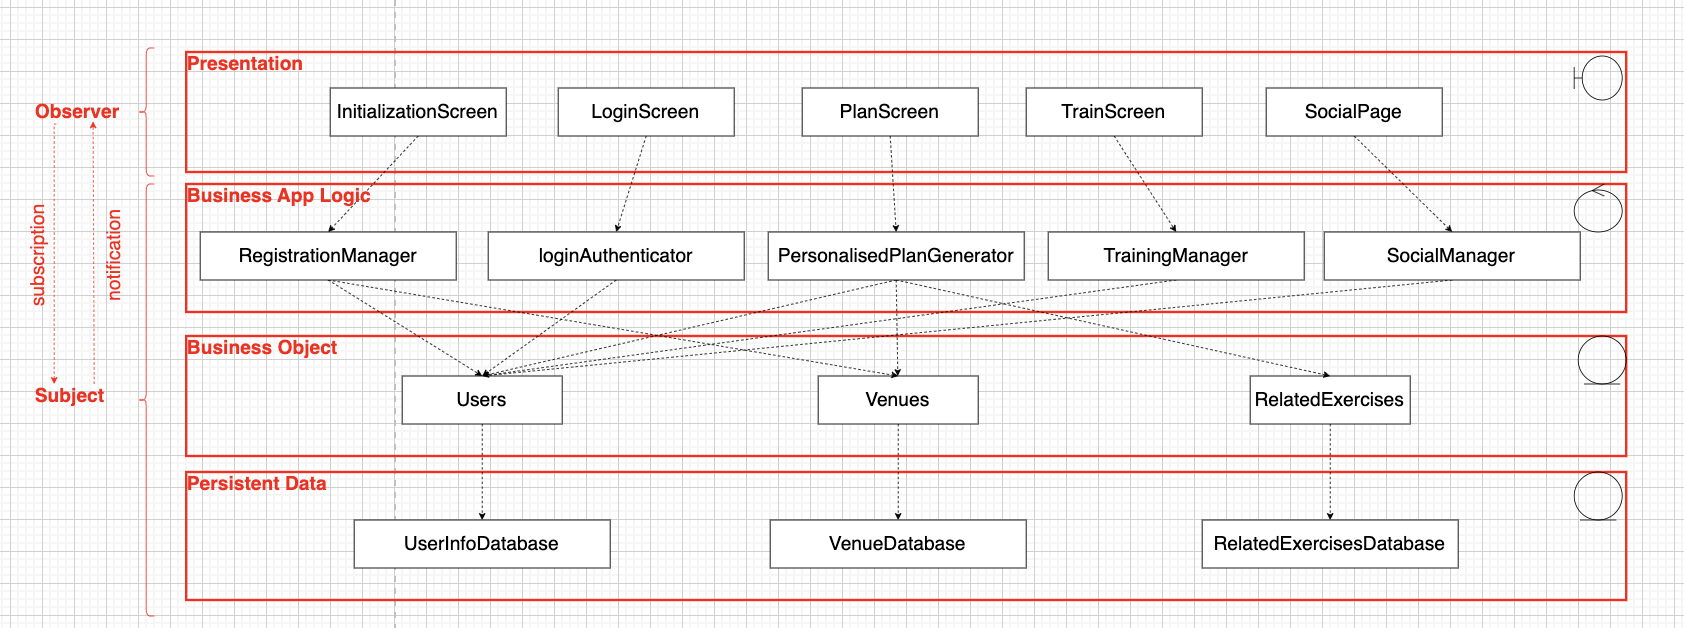 Presentation
InitializationScreen
LoginScreen
PlanScreen
TrainScreen
SocialPage
Observer
subscription
notification
Subject
Business App Logic
RegistrationManager
loginAuthenticator
PersonalisedPlanGenerator
TrainingManager
SocialManager
Business Object
Users
Venues
RelatedExercises
Persistent Data
UserInfoDatabase
VenueDatabase
RelatedExercisesDatabase